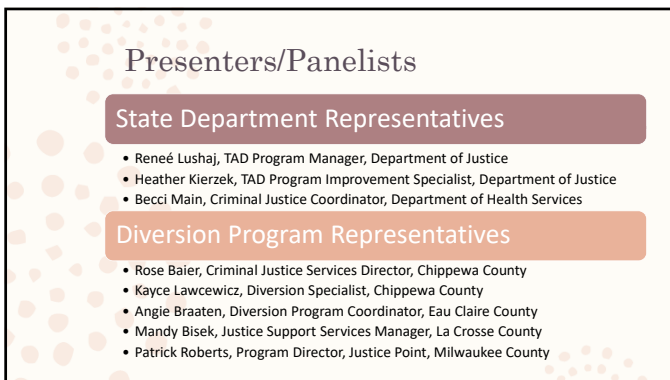 Presenters/Panelists
State Department Representatives
• Reneé Lushaj, TAD Program Manager, Department of Justice
• Heather Kierzek, TAD Program Improvement Specialist, Department of Justice
• Becci Main, Criminal Justice Coordinator, Department of Health Services
Diversion Program Representatives
• Rose Baier, Criminal Justice Services Director, Chippewa County
• Kayce Lawcewicz, Diversion Specialist, Chippewa County
• Angie Braaten, Diversion Program Coordinator, Eau Claire County
• Mandy Bisek, Justice Support Services Manager, La Crosse County
• Patrick Roberts, Program Director, Justice Point, Milwaukee County